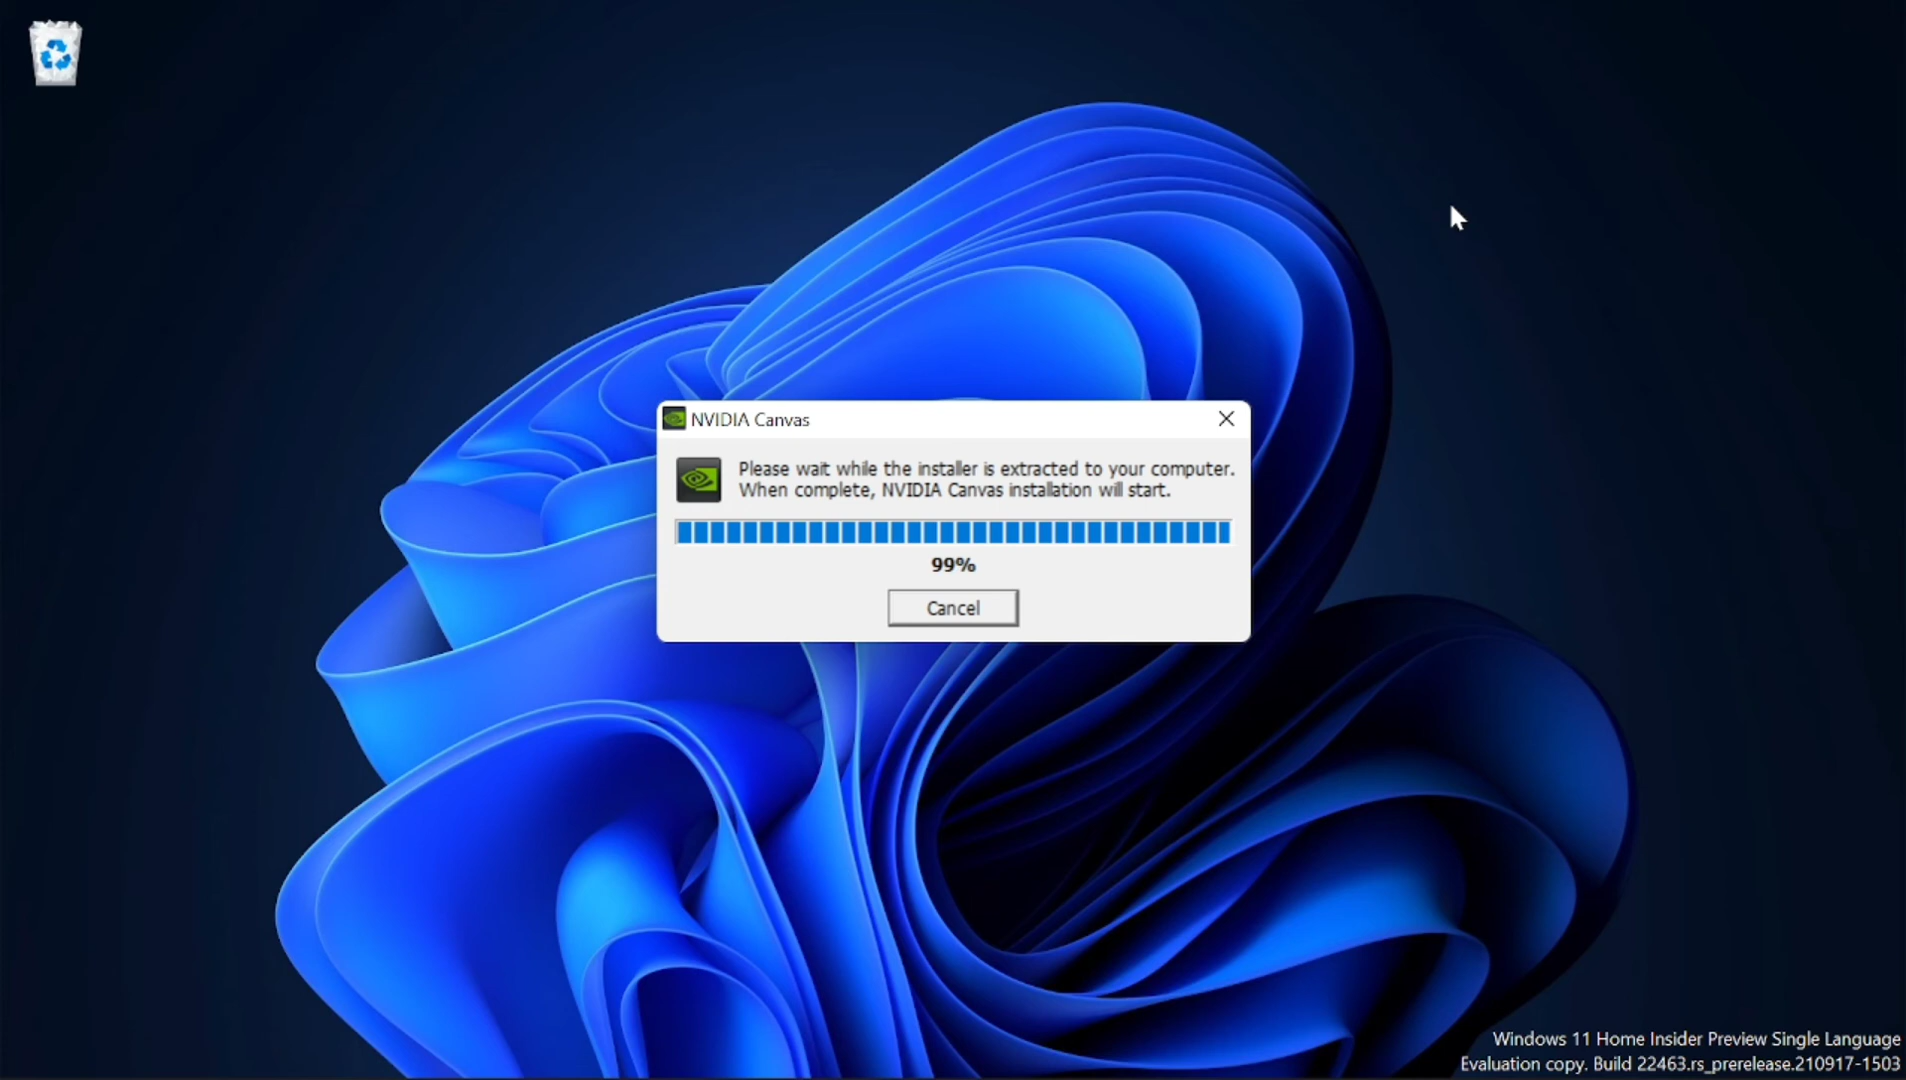 NVIDIA Canvas
Please wait while the installer is extracted to your computer.
When complete, NVIDIA Canvas installation will start.
99%
Cancel
Windows 11 Home Insider Preview Single Language
Evaluation copy. Build 22463.rs_prerelease.210917-1503